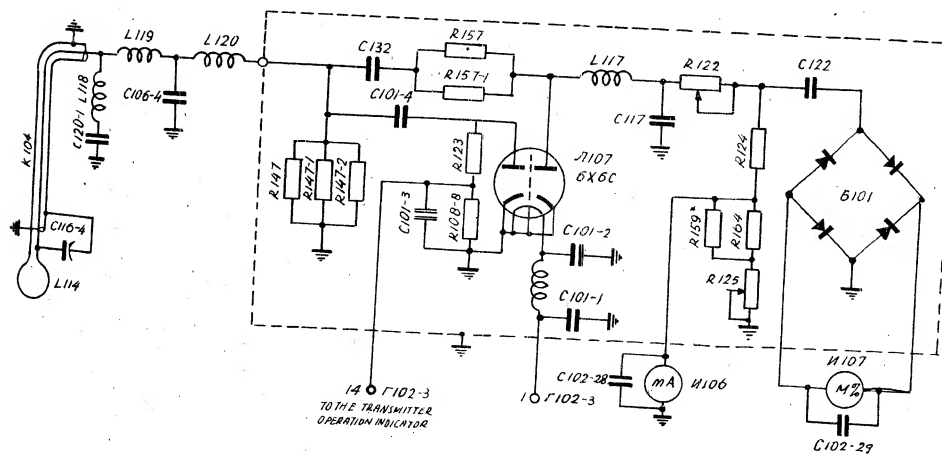 L119
L120
C132
R157
R157-1
L117
R122
C122
L118
C120-1
C106-4
C101-4
C117
K104
R147
R147-1
R147-2
R123
Л107
6Х6С
R124
Б101
C101-3
R108-8
C101-2
R159*
R164
C116-4
L114
R125
C101-1
И107
C102-28
mA
И106
M%
14
Г102-3
1
Г102-3
TO THE TRANSMITTER
OPERATION INDICATOR
C102-29